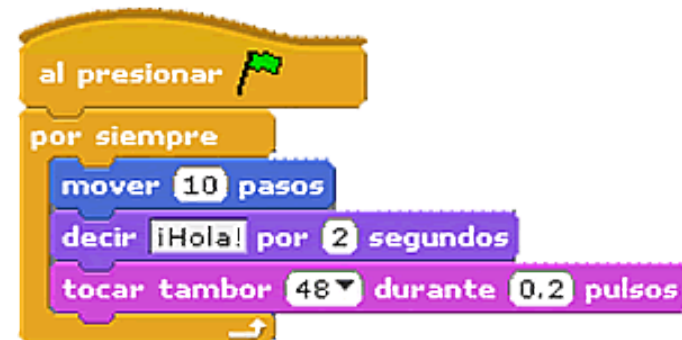 al presionar
por siempre
mover 10 pasos
decir ¡Hola! por 2 segundos
tocar tambor 48 durante 0.2 pulsos